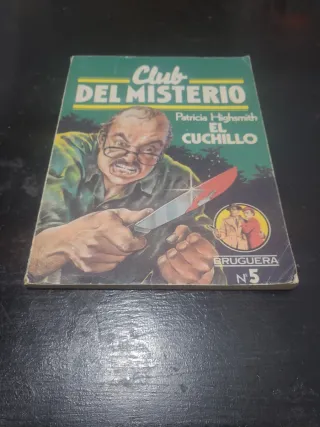 Club
DEL MISTERIO
Patricia Highsmith
EL
CUCHILLO
BRUGUERA
Nº5